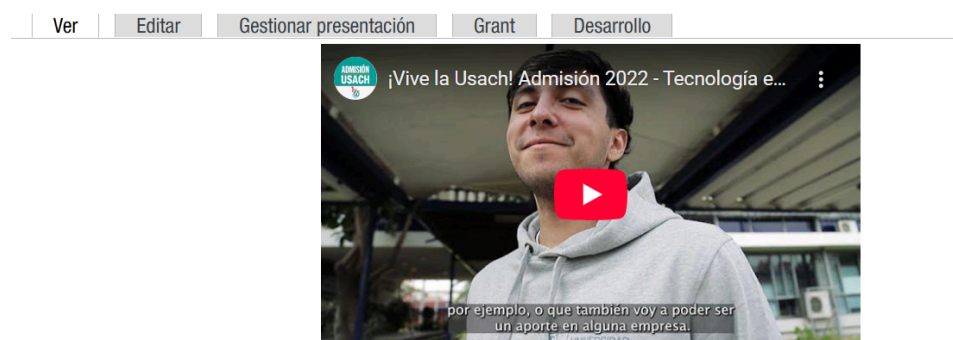 Ver
Editar
Gestionar presentación
Grant
Desarrollo
ADMISIÓN
USACH
¡Vive la Usach! Admisión 2022 - Tecnología e...
por ejemplo, o que también voy a poder ser
un aporte en alguna empresa.
UNIVERSIDAD